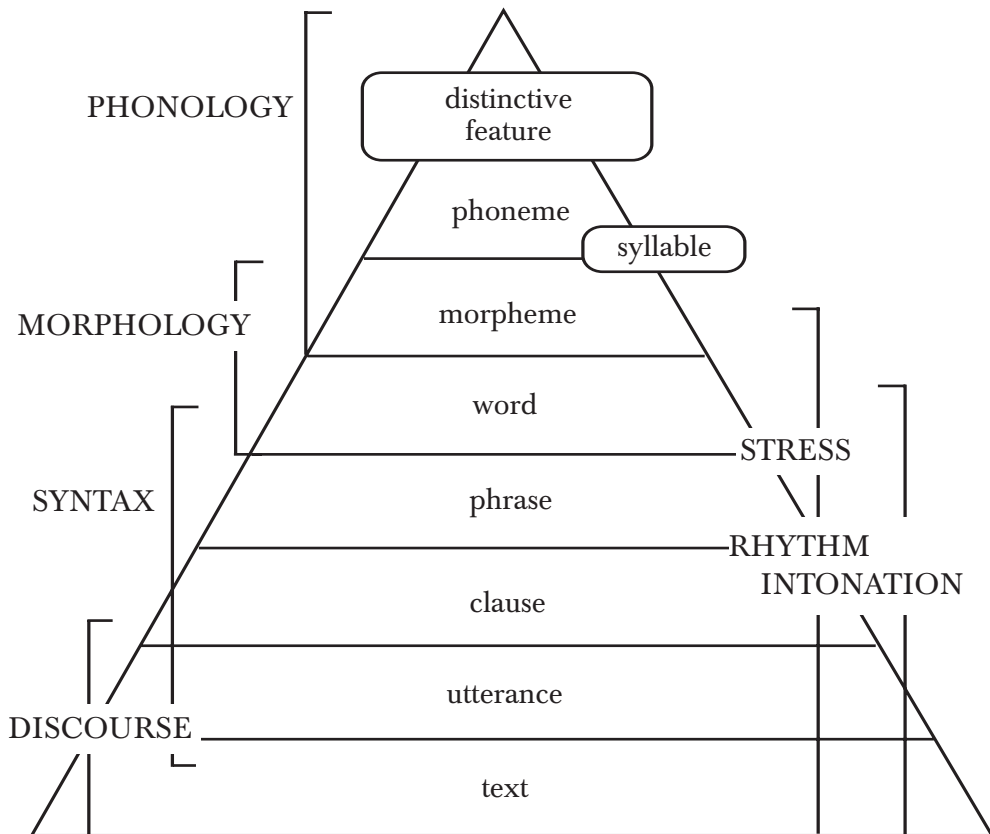 distinctive
feature
PHONOLOGY
phoneme
syllable
morpheme
MORPHOLOGY
word
STRESS
SYNTAX
phrase
RHYTHM
INTONATION
clause
utterance
DISCOURSE
text